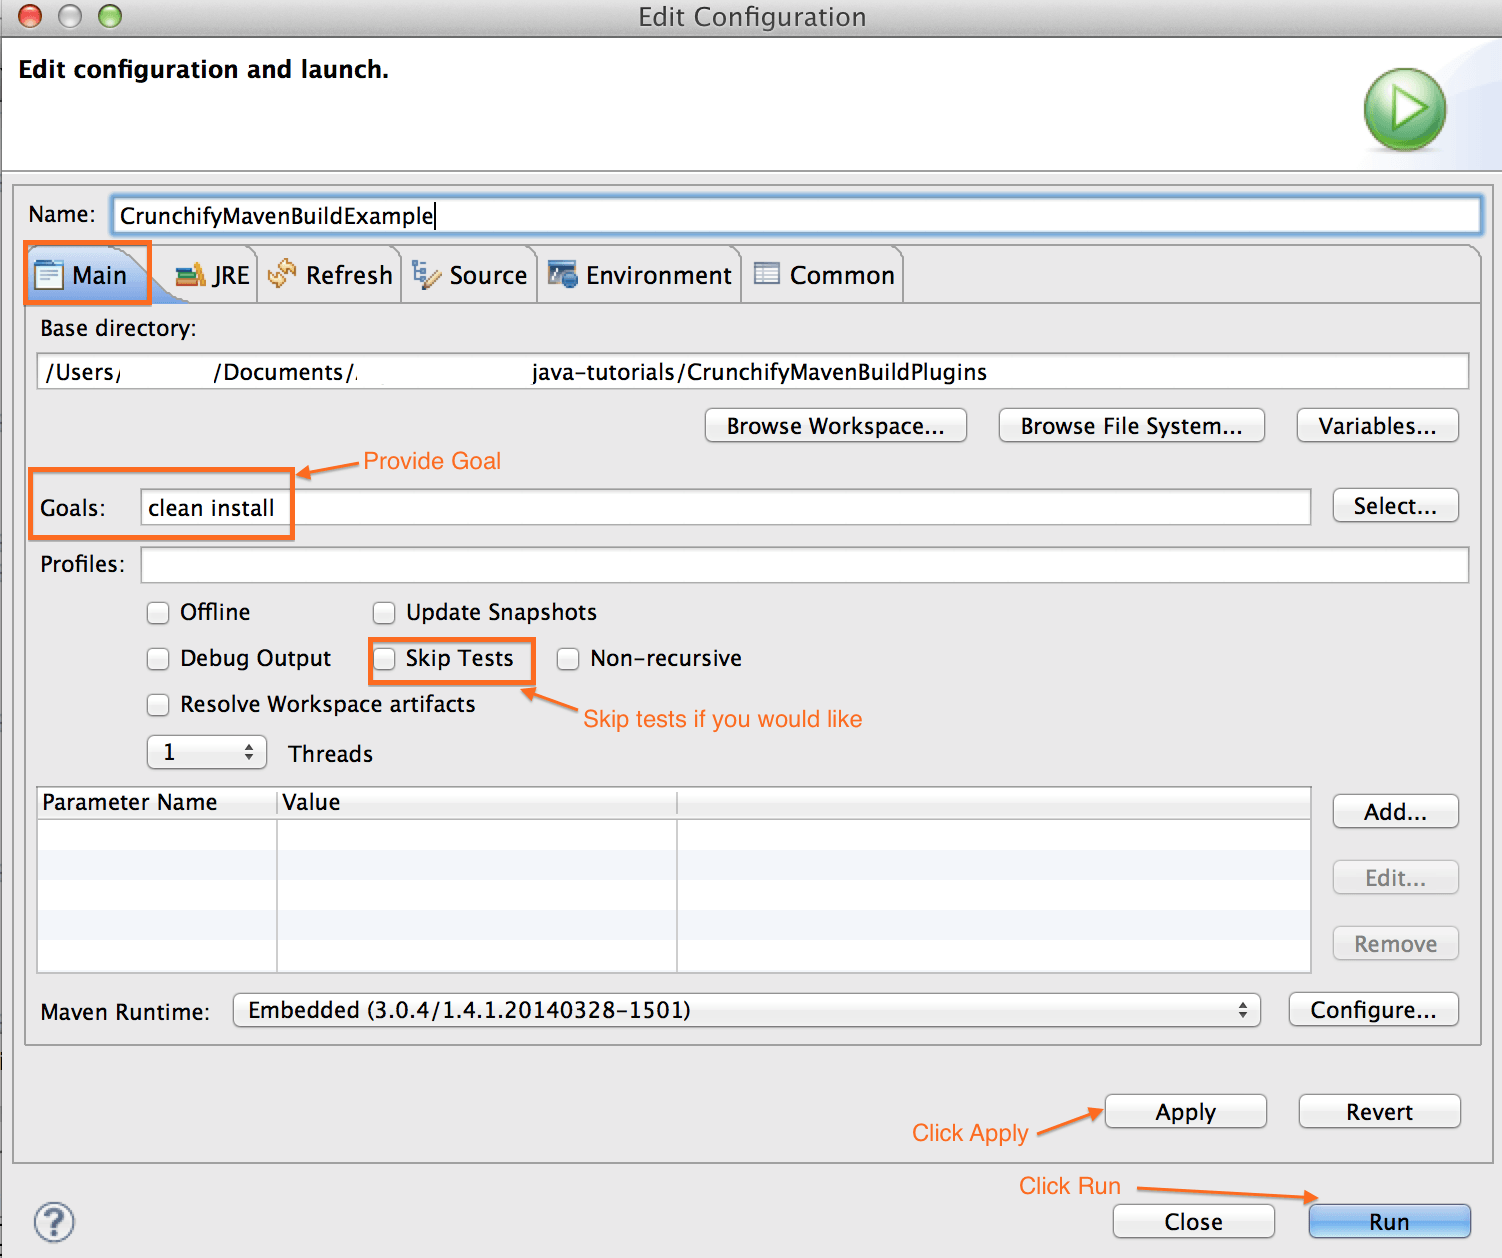 Edit Configuration
Edit configuration and launch.
Name: CrunchifyMavenBuildExample
Main JRE Refresh Source Environment Common
Base directory:
/Users/ /Documents/. java-tutorials/CrunchifyMavenBuildPlugins
Browse Workspace... Browse File System... Variables...
Provide Goal
Goals: clean install Select...
Profiles:
Offline Update Snapshots
Debug Output Skip Tests Non-recursive
Resolve Workspace artifacts
Skip tests if you would like
1 Threads
Parameter Name Value
Add...
Edit...
Remove
Maven Runtime: Embedded (3.0.4/1.4.1.20140328-1501) Configure...
Apply Revert
Click Apply
Click Run
? Close Run